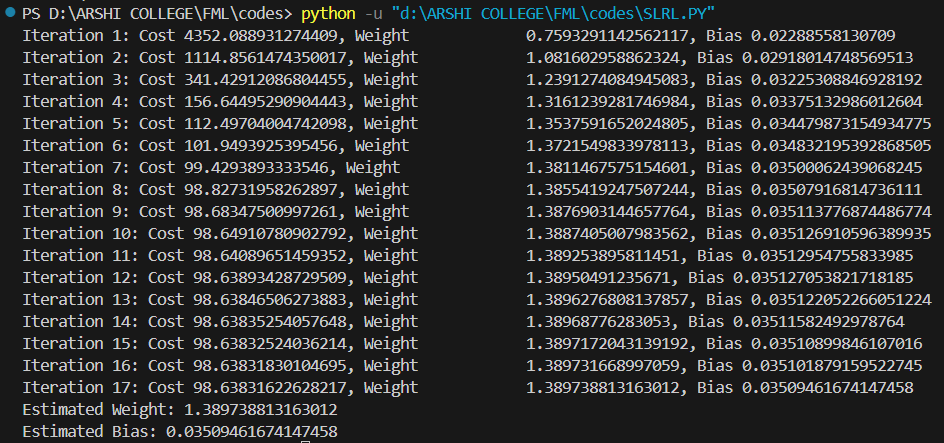 PS D:\ARSHI COLLEGE\FML\codes> python -u "d:\ARSHI COLLEGE\FML\codes\SLRL.PY"
Iteration 1: Cost 4352.088931274409, Weight 0.7593291142562117, Bias 0.02288558130709
Iteration 2: Cost 1114.8561474350017, Weight 1.081602958862324, Bias 0.02918014748569513
Iteration 3: Cost 341.42912086804455, Weight 1.2391274084945083, Bias 0.03225308846928192
Iteration 4: Cost 156.64495290904443, Weight 1.3161239281746984, Bias 0.03375132986012604
Iteration 5: Cost 112.49704004742098, Weight 1.3537591652024805, Bias 0.034479873154934775
Iteration 6: Cost 101.9493925395456, Weight 1.3721549833978113, Bias 0.034832195392868505
Iteration 7: Cost 99.4293893333546, Weight 1.3811467575154601, Bias 0.03500062439068245
Iteration 8: Cost 98.82731958262897, Weight 1.3855419247507244, Bias 0.03507916814736111
Iteration 9: Cost 98.68347500997261, Weight 1.3876903144657764, Bias 0.035113776874486774
Iteration 10: Cost 98.64910780902792, Weight 1.3887405007983562, Bias 0.035126910596389935
Iteration 11: Cost 98.64089651459352, Weight 1.389253895811451, Bias 0.03512954755833985
Iteration 12: Cost 98.63893428729509, Weight 1.38950491235671, Bias 0.035127053821718185
Iteration 13: Cost 98.63846506273883, Weight 1.3896276808137857, Bias 0.035122052266051224
Iteration 14: Cost 98.63835254057648, Weight 1.38968776283053, Bias 0.03511582492978764
Iteration 15: Cost 98.63832524036214, Weight 1.3897172043139192, Bias 0.03510899846107016
Iteration 16: Cost 98.63831830104695, Weight 1.389731668997059, Bias 0.035101879159522745
Iteration 17: Cost 98.63831622628217, Weight 1.389738813163012, Bias 0.03509461674147458
Estimated Weight: 1.389738813163012
Estimated Bias: 0.03509461674147458